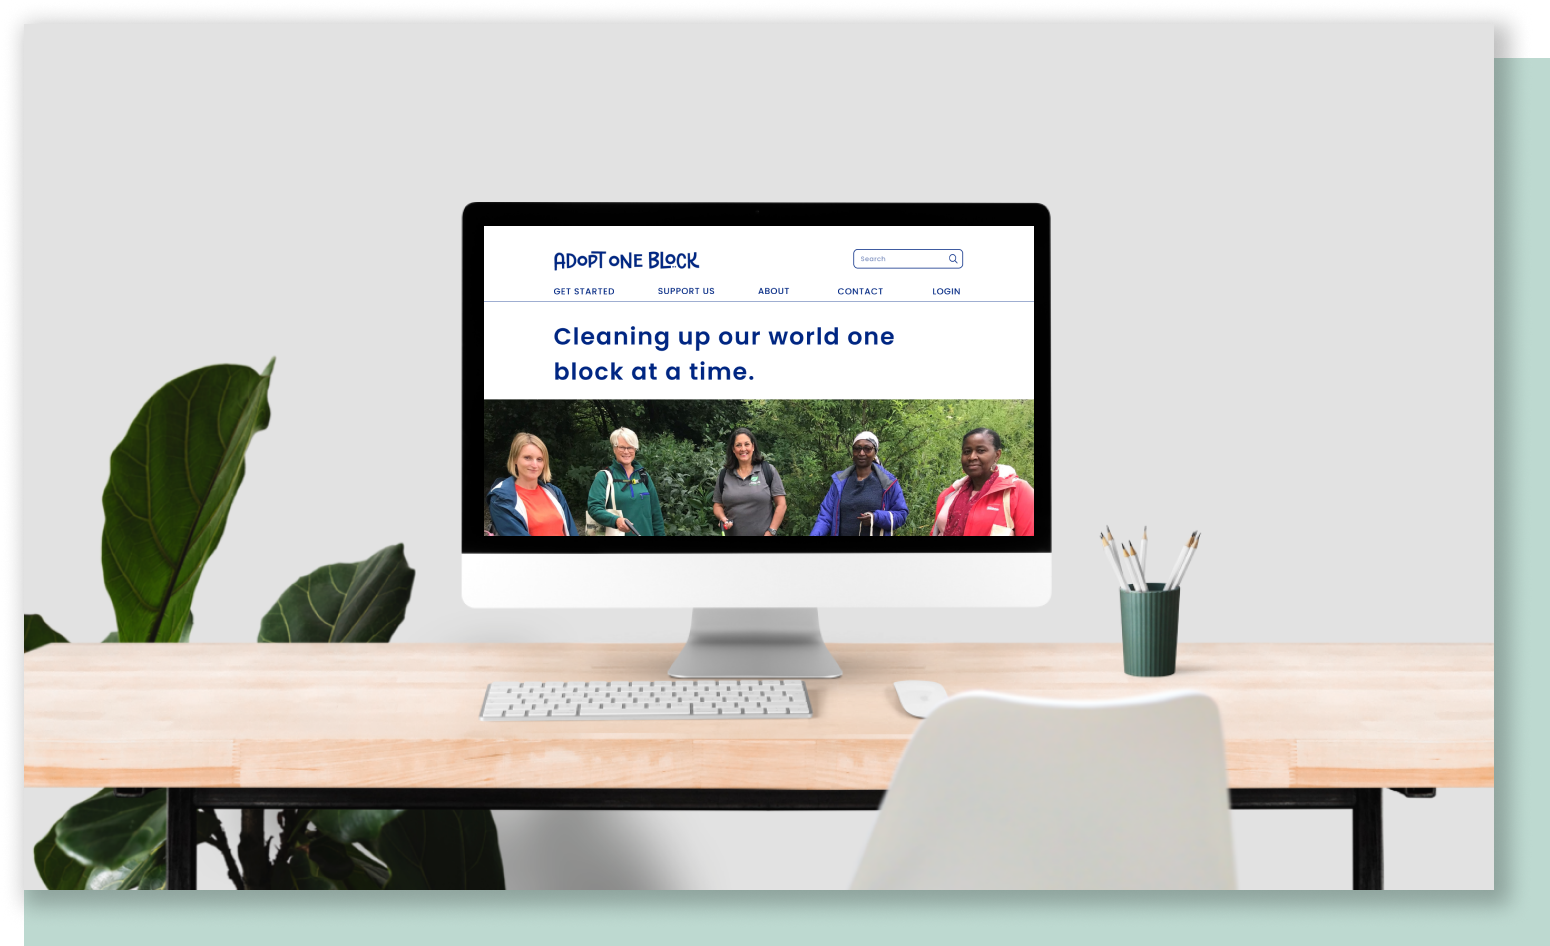 ADOPT ONE BLOCK
Search
GET STARTED SUPPORT US ABOUT CONTACT LOGIN
Cleaning up our world one
block at a time.